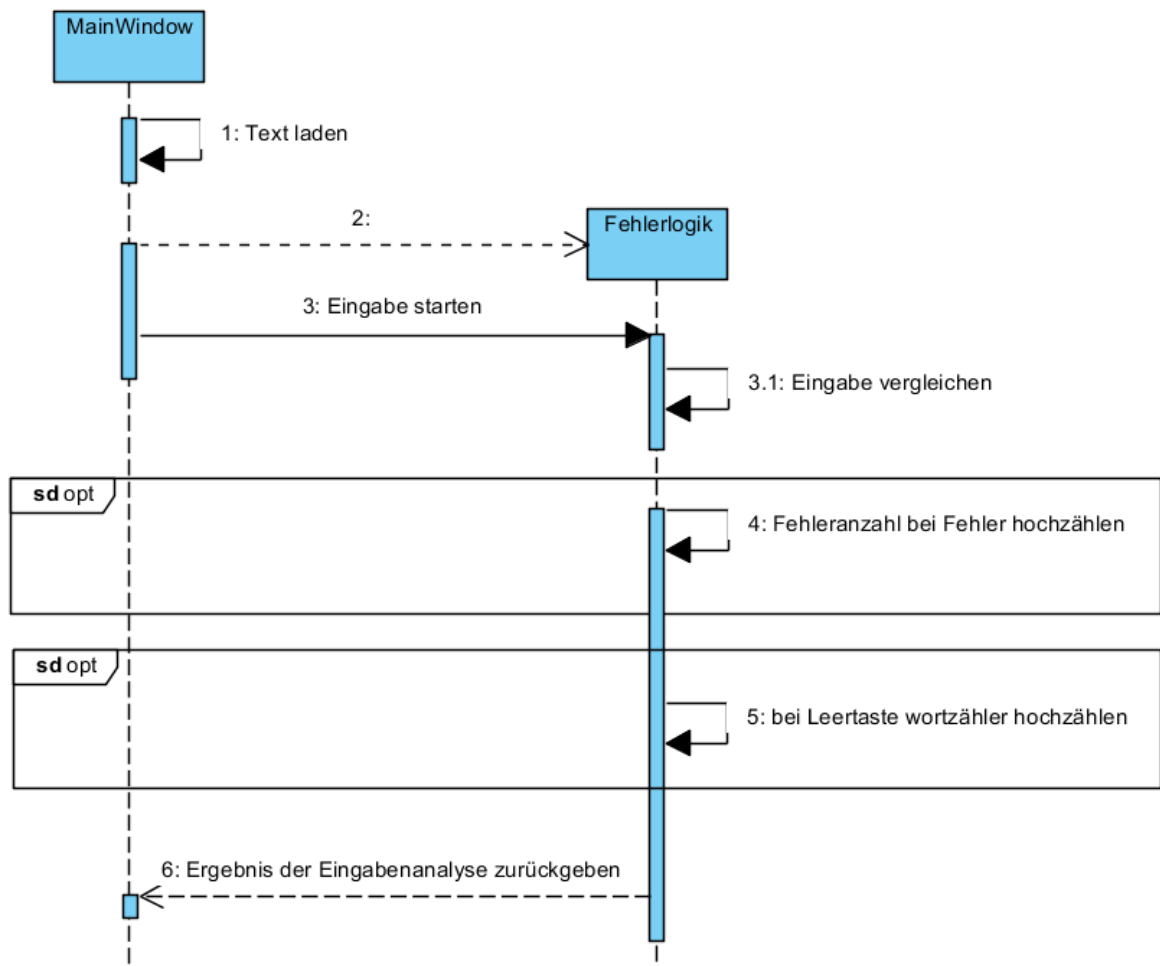 MainWindow
1: Text laden
2:
Fehlerlogik
3: Eingabe starten
3.1: Eingabe vergleichen
sd opt
4: Fehleranzahl bei Fehler hochzählen
sd opt
5: bei Leertaste wortzähler hochzählen
6: Ergebnis der Eingabenanalyse zurückgeben